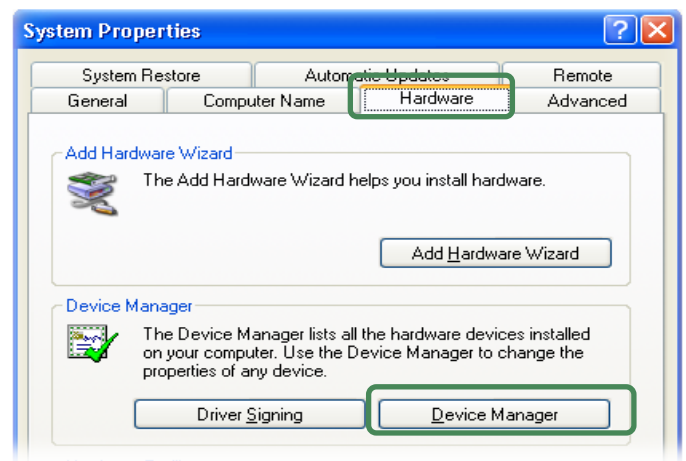 System Properties
System Restore Automatic Updates Remote
General Computer Name Hardware Advanced
Add Hardware Wizard
The Add Hardware Wizard helps you install hardware.
Add Hardware Wizard
Device Manager
The Device Manager lists all the hardware devices installed
on your computer. Use the Device Manager to change the
properties of any device.
Driver Signing Device Manager